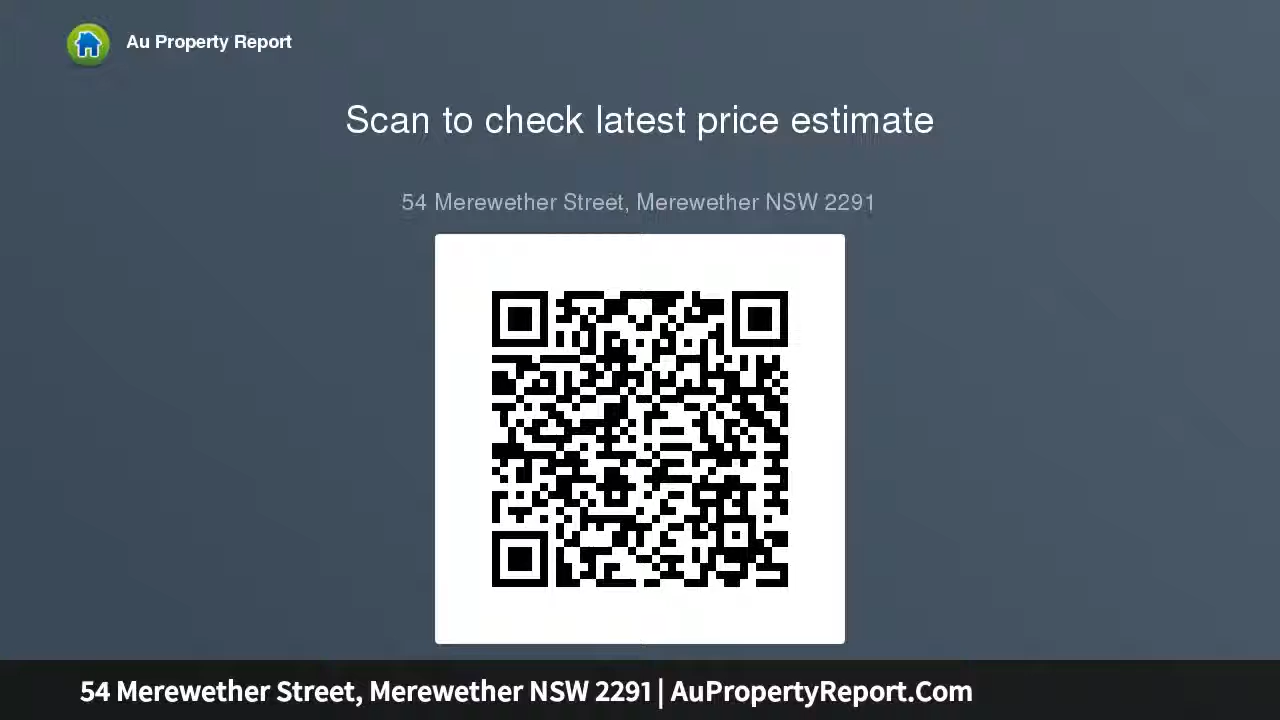 Au Property Report
Scan to check latest price estimate
54 Merewether Street, Merewether NSW 2291
54 Merewether Street, Merewether NSW 2291 | AuPropertyReport.Com